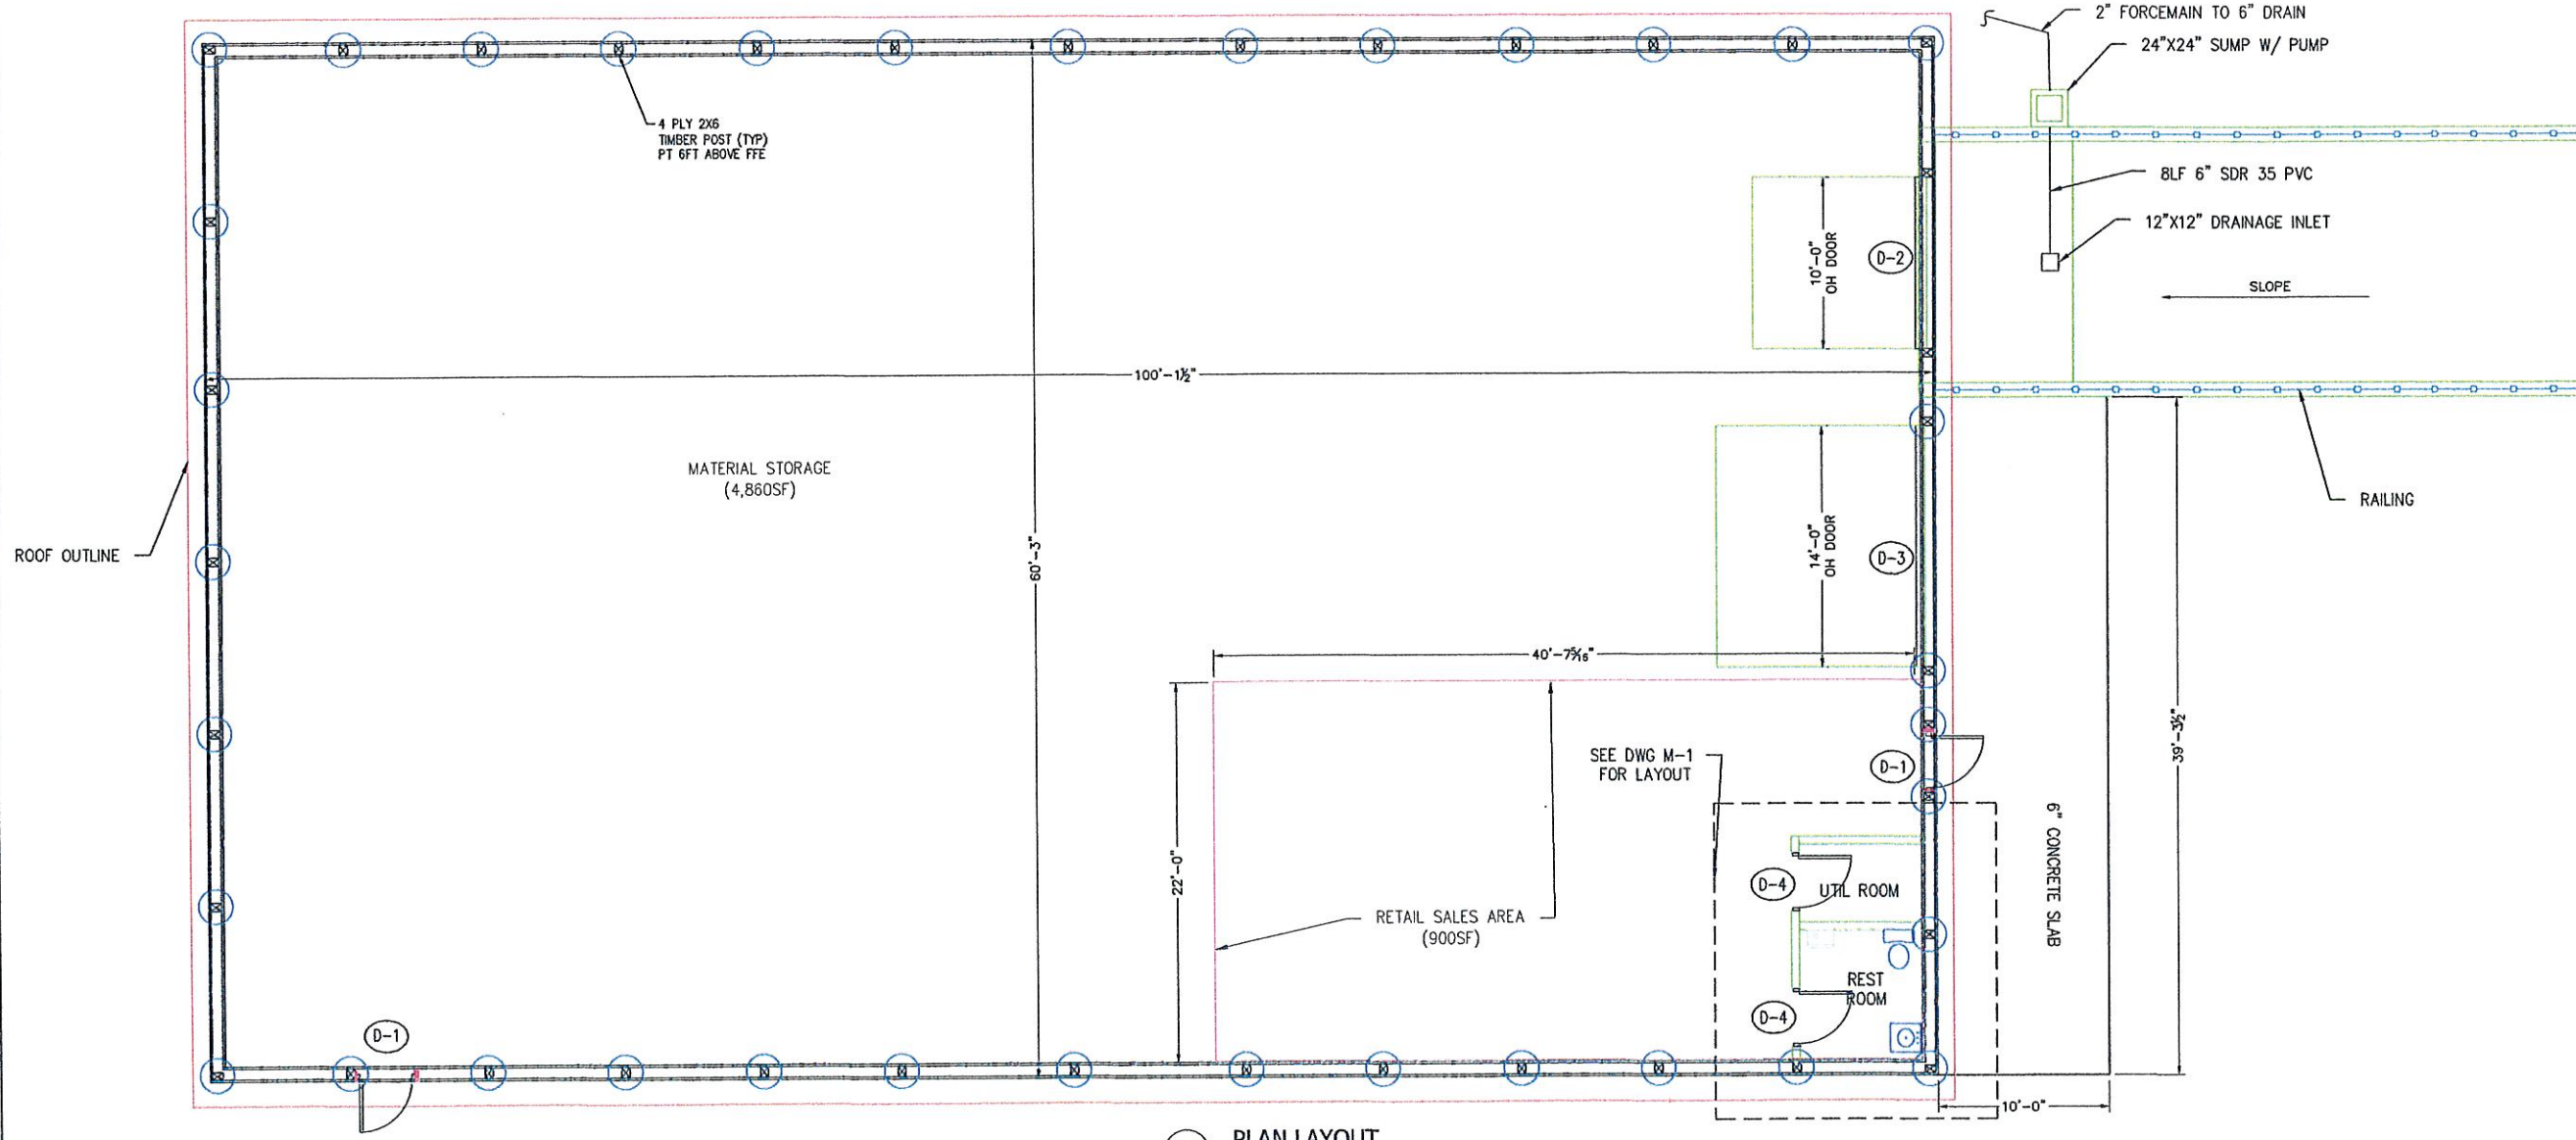 2" FORCEMAIN TO 6" DRAIN
24"X24" SUMP W/ PUMP
4 PLY 2X6
TIMBER POST (TYP)
PT 6FT ABOVE FFE
8LF 6" SDR 35 PVC
12"X12" DRAINAGE INLET
SLOPE
10'-0"
OH DOOR
D-2
100'-1½"
MATERIAL STORAGE
(4,860SF)
RAILING
ROOF OUTLINE
60'-3"
14'-0"
OH DOOR
D-3
40'-7⁵⁄₁₆"
39'-3½"
SEE DWG M-1
FOR LAYOUT
D-1
22'-0"
6" CONCRETE SLAB
D-4
UTIL ROOM
RETAIL SALES AREA
(900SF)
REST
ROOM
D-4
D-1
10'-0"
PLAN LAYOUT